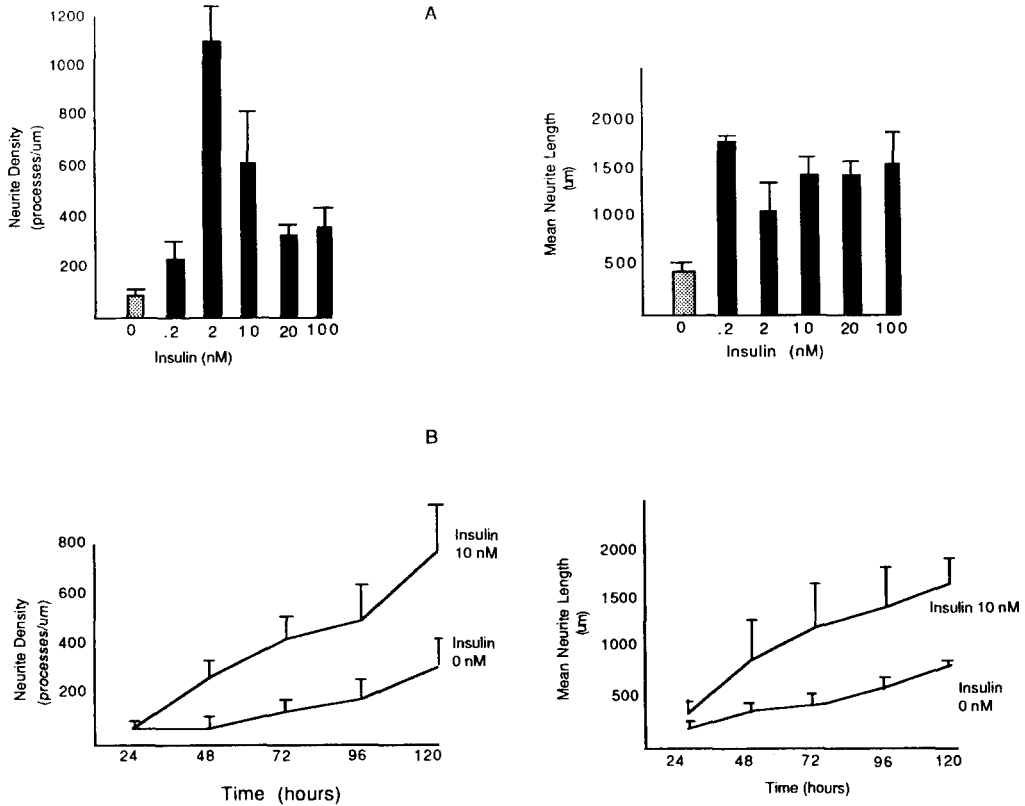 A
Neurite Density
(processes/um)
1200
1000
800
600
400
200
0 .2 2 10 20 100
Insulin (nM)
Mean Neurite Length
(um)
2000
1500
1000
500
0 .2 2 10 20 100
Insulin (nM)
B
Neurite Density
(processes/um)
800
600
400
200
Insulin
10 nM
Insulin
0 nM
24 48 72 96 120
Time (hours)
Mean Neurite Length
(um)
2000
1500
1000
500
Insulin 10 nM
Insulin
0 nM
24 48 72 96 120
Time (hours)